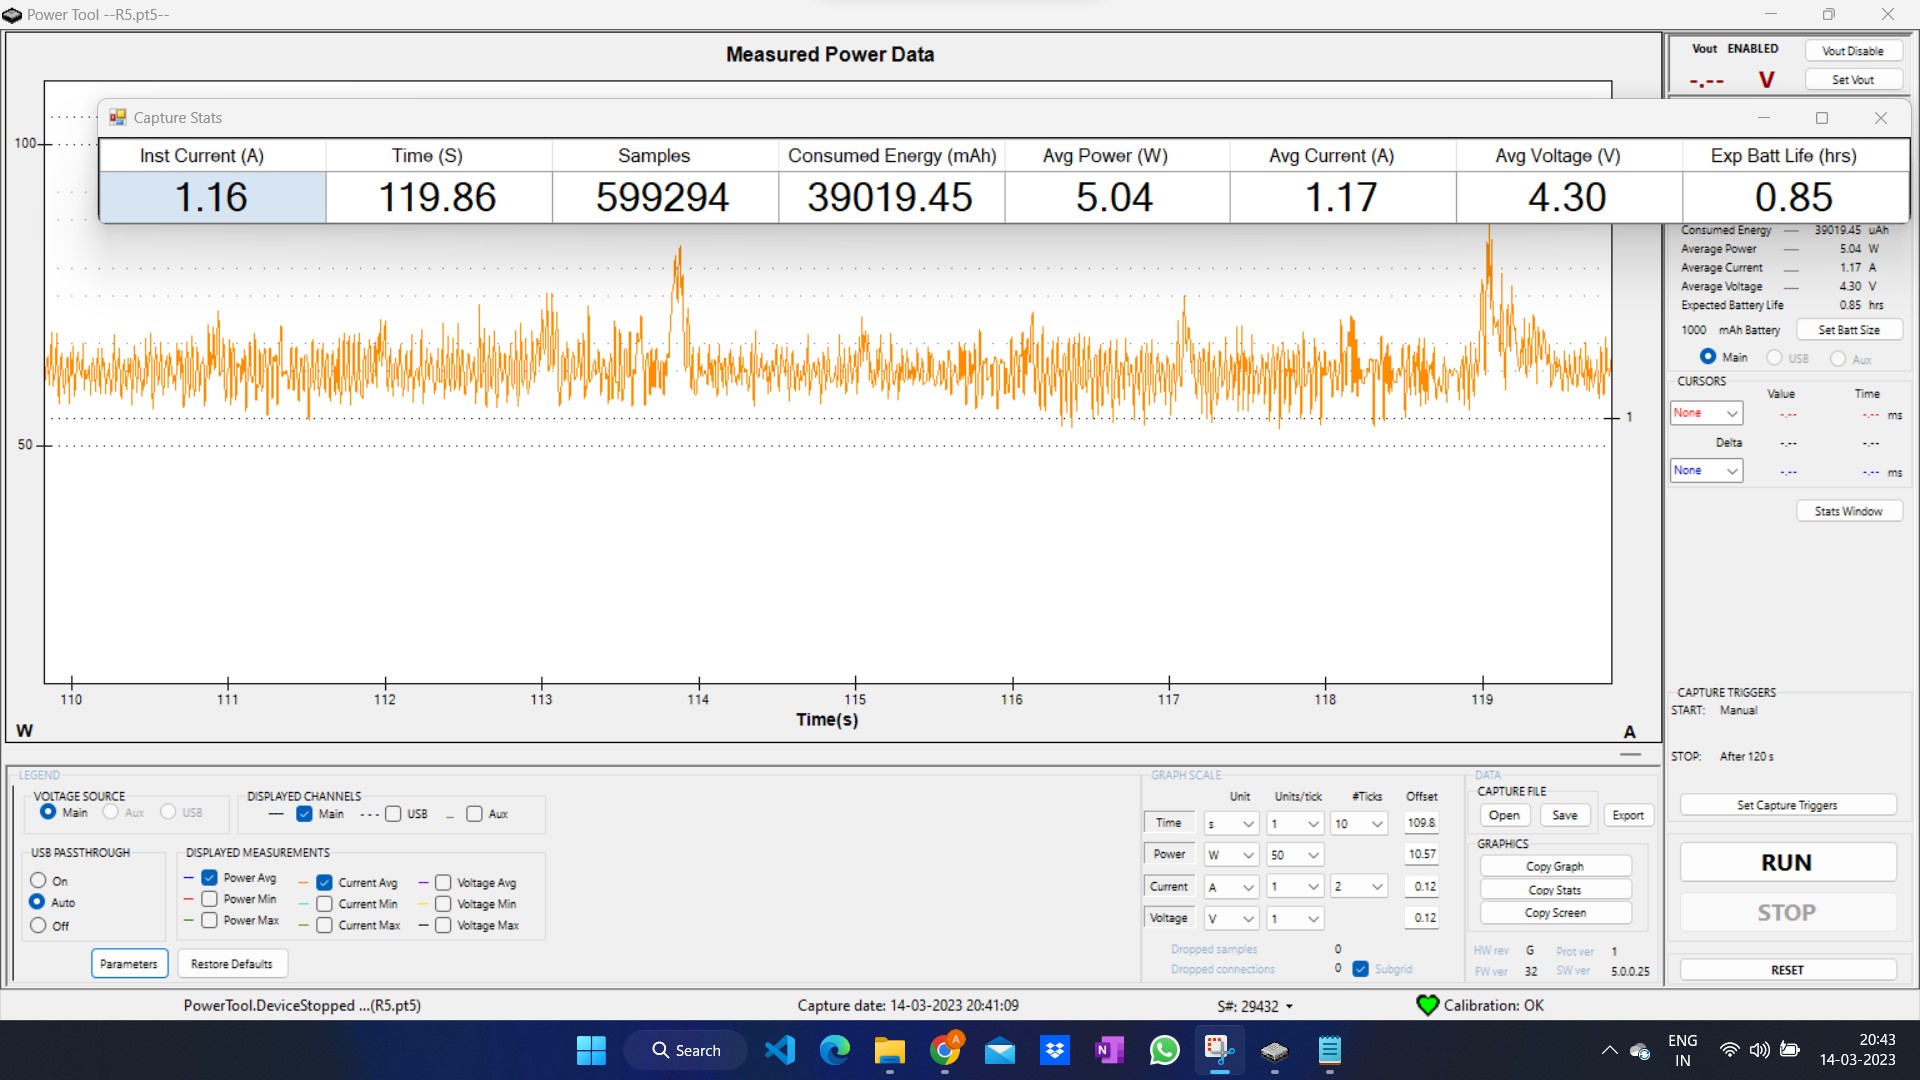 Power Tool --R5.pt5--
Measured Power Data
Vout ENABLED
Vout Disable
-.-- V
Set Vout
Capture Stats
Inst Current (A) Time (S) Samples Consumed Energy (mAh) Avg Power (W) Avg Current (A) Avg Voltage (V) Exp Batt Life (hrs)
1.16 119.86 599294 39019.45 5.04 1.17 4.30 0.85
100
50
1
110 111 112 113 114 115 116 117 118 119
Time(s)
W
A
Consumed Energy 39019.45 uAh
Average Power 5.04 W
Average Current 1.17 A
Average Voltage 4.30 V
Expected Battery Life 0.85 hrs
1000 mAh Battery Set Batt Size
Main USB Aux
CURSORS
Value Time
None -.-- -.-- ms
Delta -.-- -.--
None -.-- -.-- ms
Stats Window
CAPTURE TRIGGERS
START: Manual
STOP: After 120 s
Set Capture Triggers
RUN
STOP
RESET
LEGEND
VOLTAGE SOURCE
Main Aux USB
DISPLAYED CHANNELS
Main USB Aux
USB PASSTHROUGH
On
Auto
Off
DISPLAYED MEASUREMENTS
Power Avg Current Avg Voltage Avg
Power Min Current Min Voltage Min
Power Max Current Max Voltage Max
Parameters Restore Defaults
GRAPH SCALE
Unit Units/tick #Ticks Offset
Time s 1 10 109.8
Power W 50 10.57
Current A 1 2 0.12
Voltage V 1 0.12
Dropped samples 0
Dropped connections 0 Subgrid
DATA
CAPTURE FILE
Open Save Export
GRAPHICS
Copy Graph
Copy Stats
Copy Screen
HW rev G Prot ver 1
FW ver 32 SW ver 5.0.0.25
PowerTool.DeviceStopped ...(R5.pt5)
Capture date: 14-03-2023 20:41:09
S#: 29432
Calibration: OK
Search
A
N
ENG
IN
20:43
14-03-2023